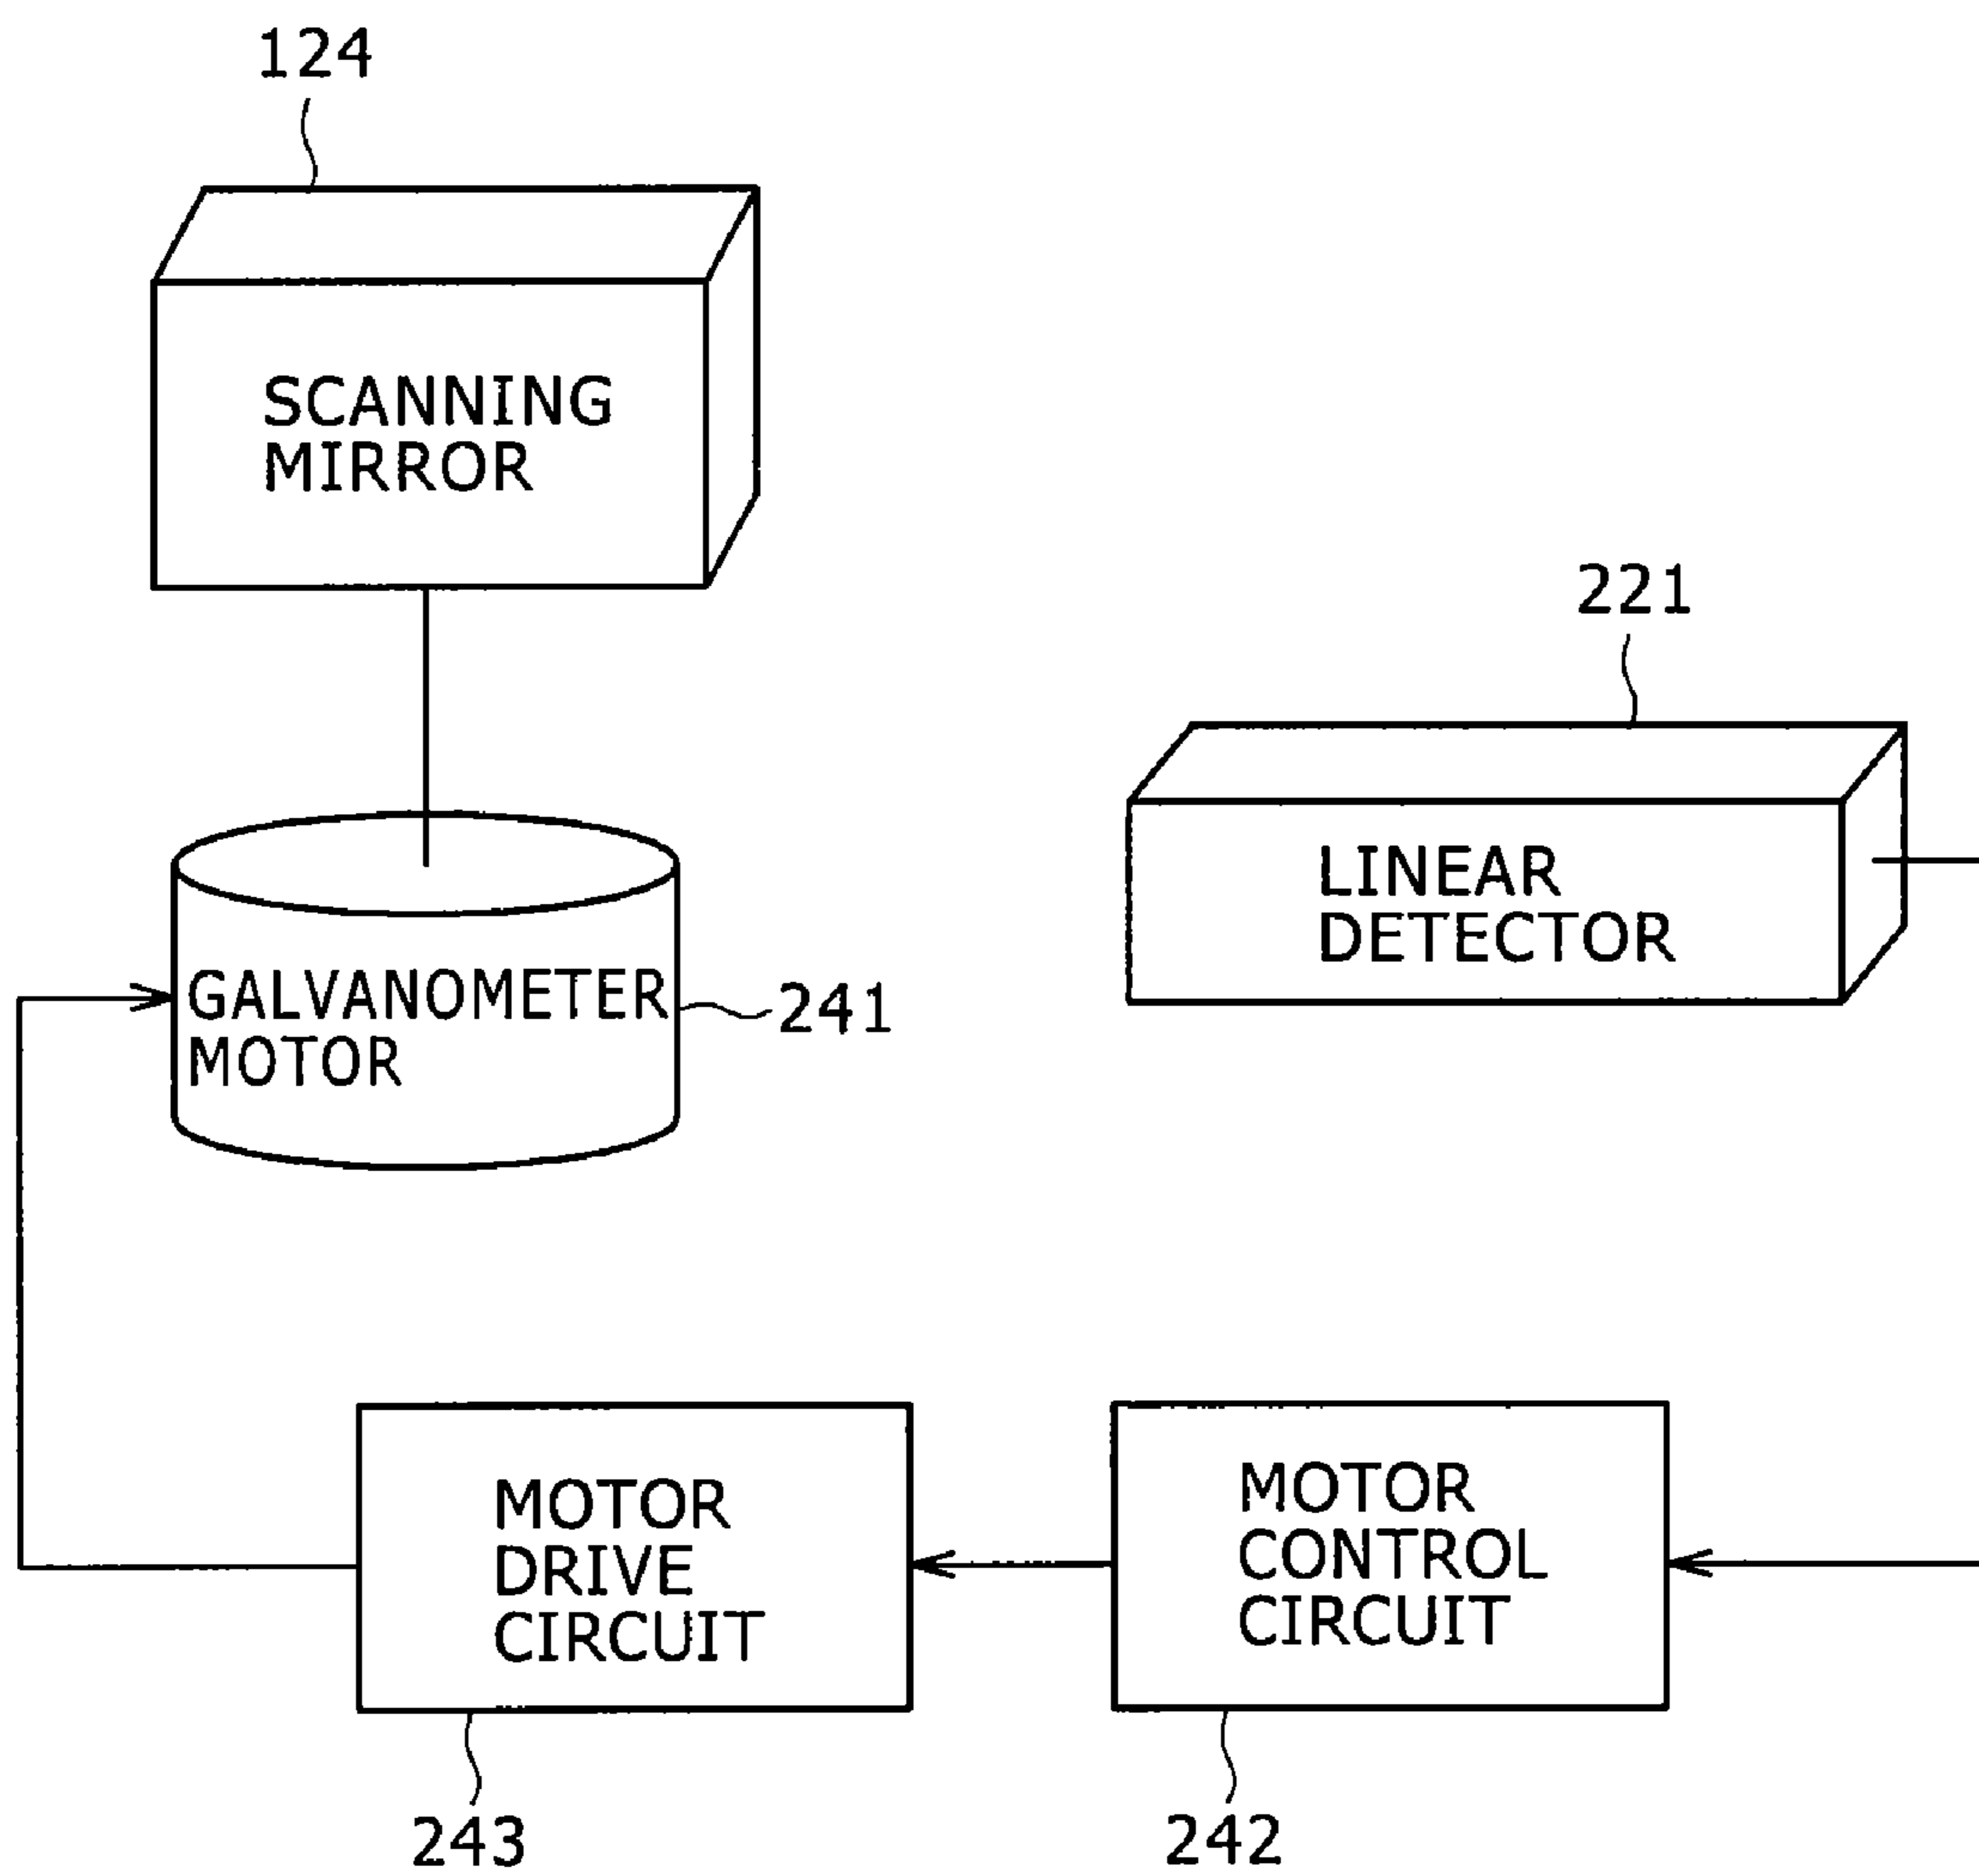 124
SCANNING
MIRROR
221
LINEAR
DETECTOR
GALVANOMETER
MOTOR
241
MOTOR
DRIVE
CIRCUIT
MOTOR
CONTROL
CIRCUIT
243
242